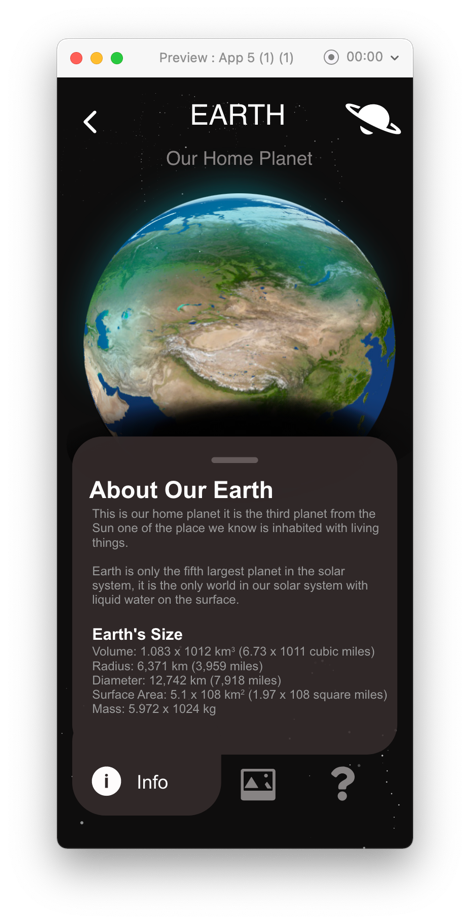 Preview : App 5 (1) (1)
00:00
EARTH
Our Home Planet
About Our Earth
This is our home planet it is the third planet from the
Sun one of the place we know is inhabited with living
things.
Earth is only the fifth largest planet in the solar
system, it is the only world in our solar system with
liquid water on the surface.
Earth's Size
Volume: 1.083 x 1012 km³ (6.73 x 1011 cubic miles)
Radius: 6,371 km (3,959 miles)
Diameter: 12,742 km (7,918 miles)
Surface Area: 5.1 x 108 km² (1.97 x 108 square miles)
Mass: 5.972 x 1024 kg
Info